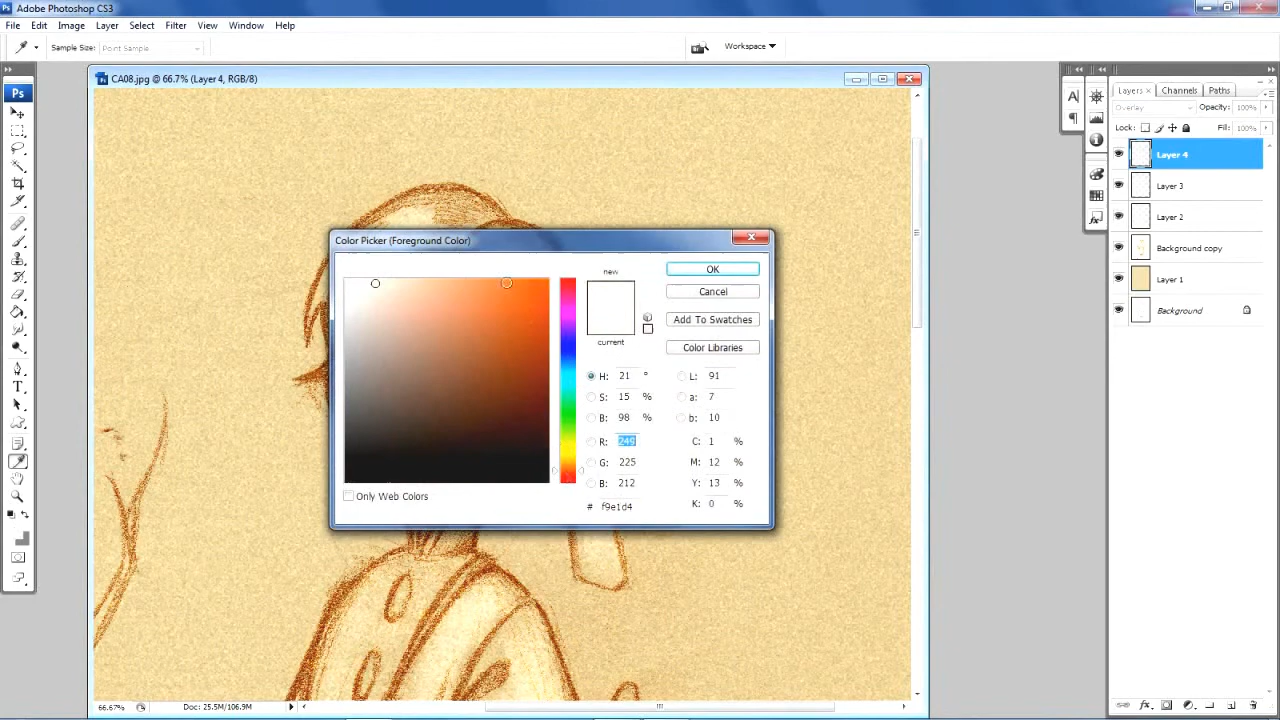 Ps Adobe Photoshop CS3
File Edit Image Layer Select Filter View Window Help
Sample Size: Point Sample
Workspace
CA08.jpg @ 66.7% (Layer 4, RGB/8)
Ps
T
A
Layers Channels Paths
Overlay Opacity: 100%
Lock: Fill: 100%
Layer 4
Layer 3
Layer 2
Background copy
Layer 1
Background
Color Picker (Foreground Color)
new
current
OK
Cancel
Add To Swatches
Color Libraries
H: 21 ° L: 91
S: 15 % a: 7
B: 98 % b: 10
R: 249 C: 1 %
G: 225 M: 12 %
B: 212 Y: 13 %
# f9e1d4 K: 0 %
Only Web Colors
66.67% Doc: 25.5M/106.9M